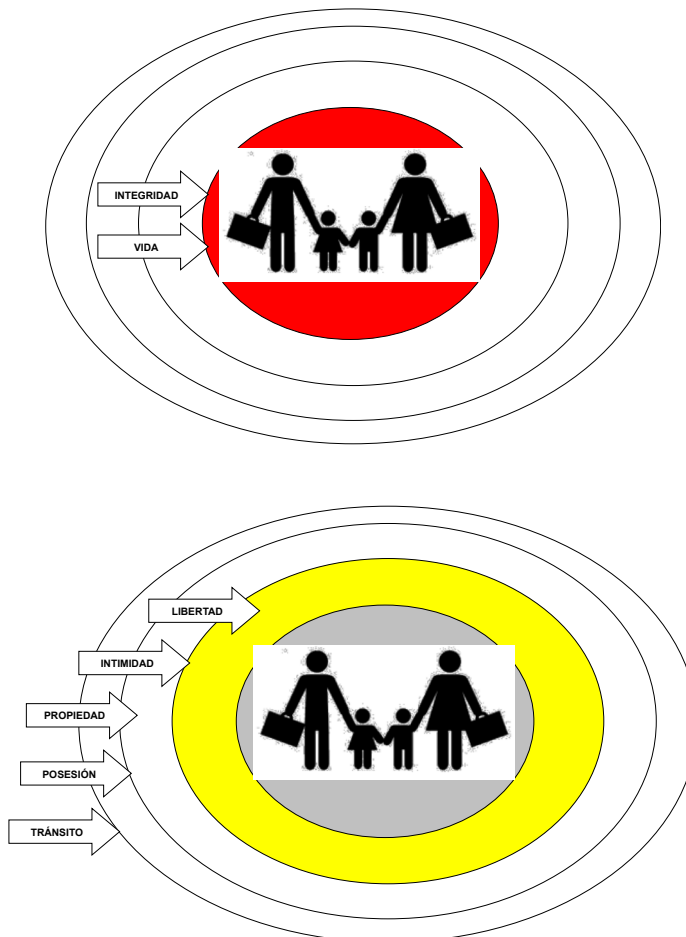 INTEGRIDAD
VIDA
LIBERTAD
INTIMIDAD
PROPIEDAD
POSESIÓN
TRÁNSITO